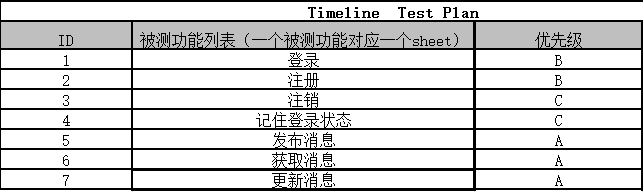 Timeline Test Plan
ID 被测功能列表（一个被测功能对应一个sheet） 优先级
1 登录 B
2 注册 B
3 注销 C
4 记住登录状态 C
5 发布消息 A
6 获取消息 A
7 更新消息 A